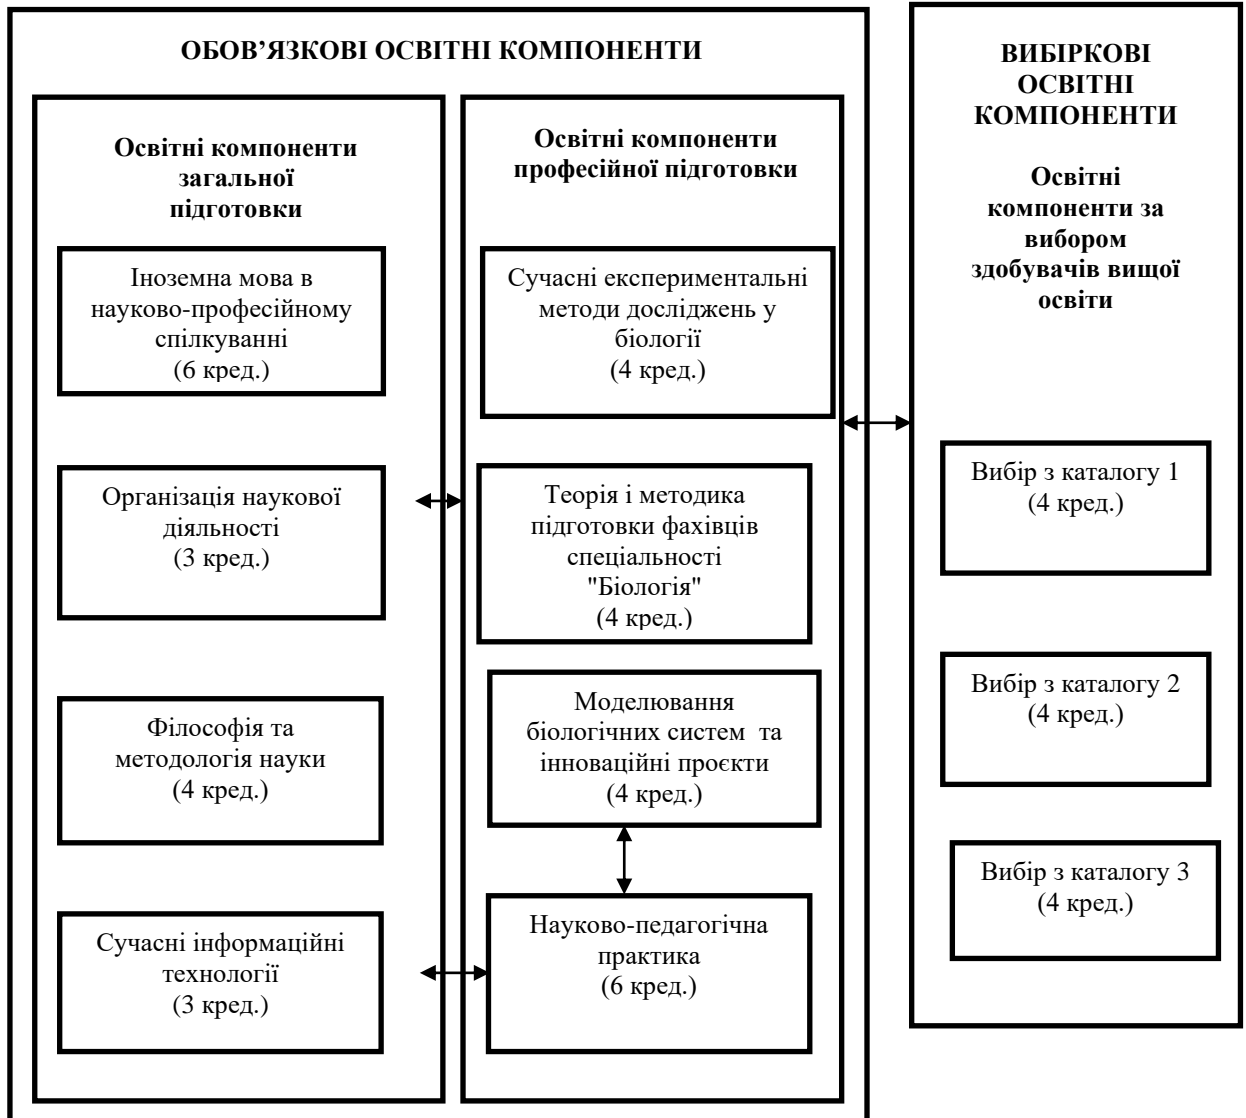 ОБОВ’ЯЗКОВІ ОСВІТНІ КОМПОНЕНТИ
Освітні компоненти
загальної
підготовки
Іноземна мова в
науково-професійному
спілкуванні
(6 кред.)
Організація наукової
діяльності
(3 кред.)
Філософія та
методологія науки
(4 кред.)
Сучасні інформаційні
технології
(3 кред.)
Освітні компоненти
професійної підготовки
Сучасні експериментальні
методи досліджень у
біології
(4 кред.)
Теорія і методика
підготовки фахівців
спеціальності
"Біологія"
(4 кред.)
Моделювання
біологічних систем та
інноваційні проєкти
(4 кред.)
Науково-педагогічна
практика
(6 кред.)
ВИБІРКОВІ
ОСВІТНІ
КОМПОНЕНТИ
Освітні
компоненти за
вибором
здобувачів вищої
освіти
Вибір з каталогу 1
(4 кред.)
Вибір з каталогу 2
(4 кред.)
Вибір з каталогу 3
(4 кред.)